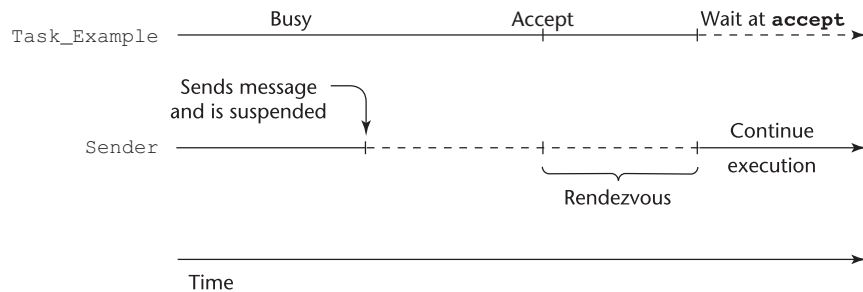 Busy Accept Wait at accept
Task_Example
Sends message
and is suspended
Continue
Sender
execution
Rendezvous
Time